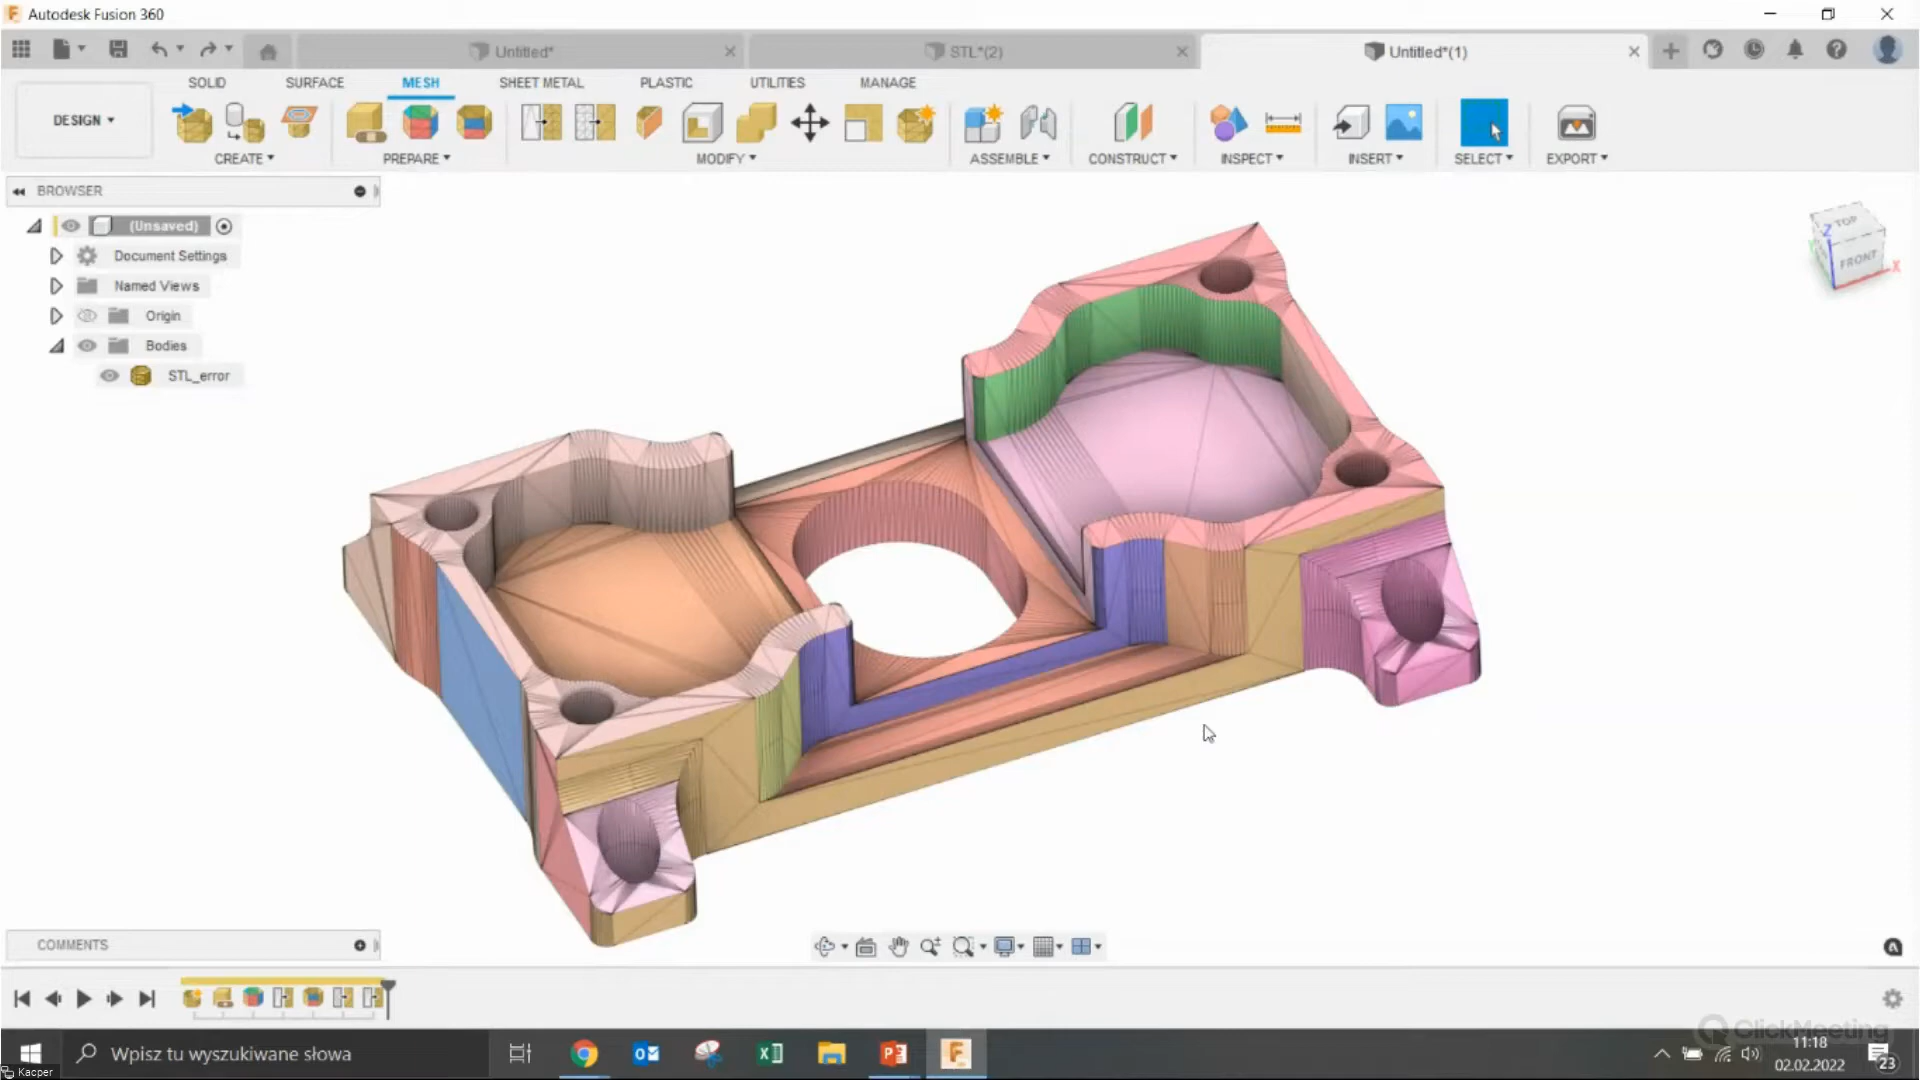 Autodesk Fusion 360
Untitled*
STL*(2)
Untitled*(1)
DESIGN
SOLID
SURFACE
MESH
SHEET METAL
PLASTIC
UTILITIES
MANAGE
CREATE
PREPARE
MODIFY
ASSEMBLE
CONSTRUCT
INSPECT
INSERT
SELECT
EXPORT
BROWSER
(Unsaved)
Document Settings
Named Views
Origin
Bodies
STL_error
TOP
FRONT
Z
X
COMMENTS
ClickMeeting
Wpisz tu wyszukiwane słowa
11:18
02.02.2022
23
Kacper